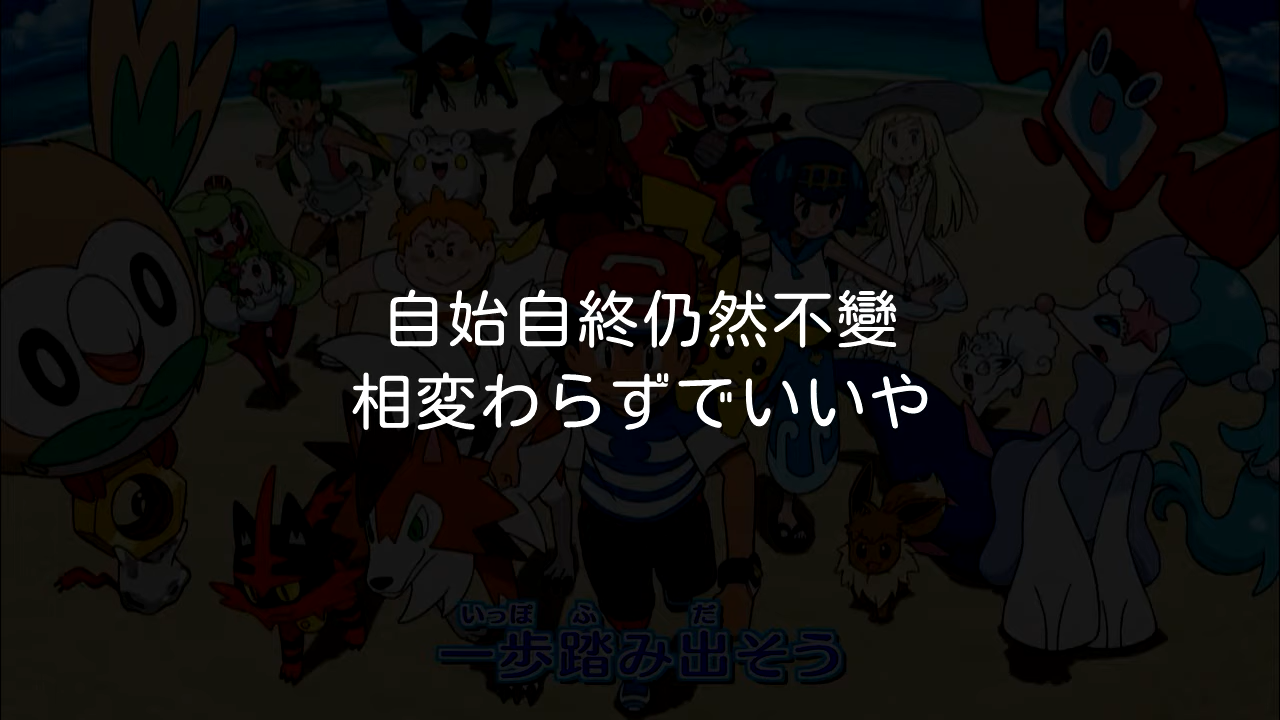 自始自終仍然不變
相変わらずでいいや
いっぽ ふ だ
一歩踏み出そう